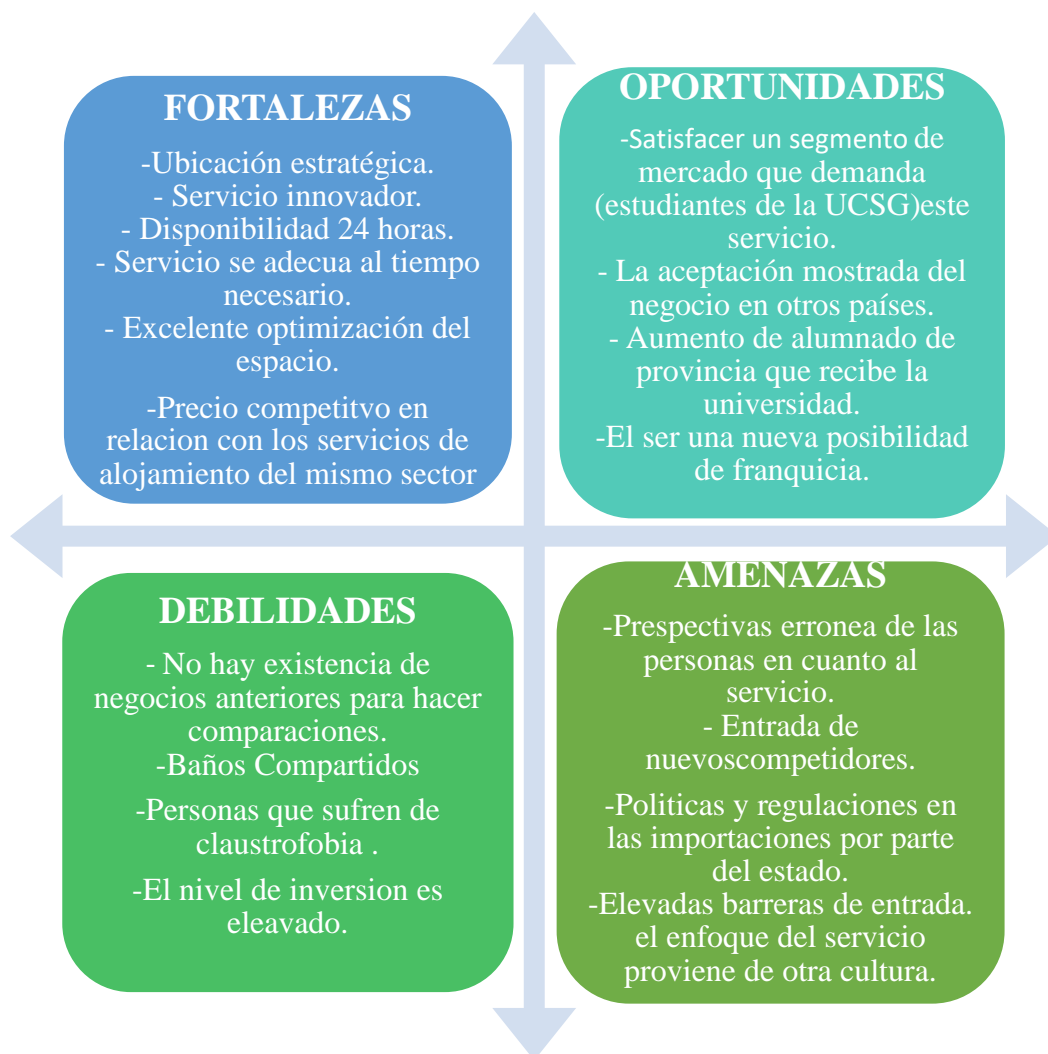 FORTALEZAS
-Ubicación estratégica.
- Servicio innovador.
- Disponibilidad 24 horas.
- Servicio se adecua al tiempo
necesario.
- Excelente optimización del
espacio.
-Precio competitvo en
relacion con los servicios de
alojamiento del mismo sector
OPORTUNIDADES
-Satisfacer un segmento de
mercado que demanda
(estudiantes de la UCSG)este
servicio.
- La aceptación mostrada del
negocio en otros países.
- Aumento de alumnado de
provincia que recibe la
universidad.
-El ser una nueva posibilidad
de franquicia.
DEBILIDADES
- No hay existencia de
negocios anteriores para hacer
comparaciones.
-Baños Compartidos
-Personas que sufren de
claustrofobia .
-El nivel de inversion es
eleavado.
AMENAZAS
-Prespectivas erronea de las
personas en cuanto al
servicio.
- Entrada de
nuevoscompetidores.
-Politicas y regulaciones en
las importaciones por parte
del estado.
-Elevadas barreras de entrada.
el enfoque del servicio
proviene de otra cultura.